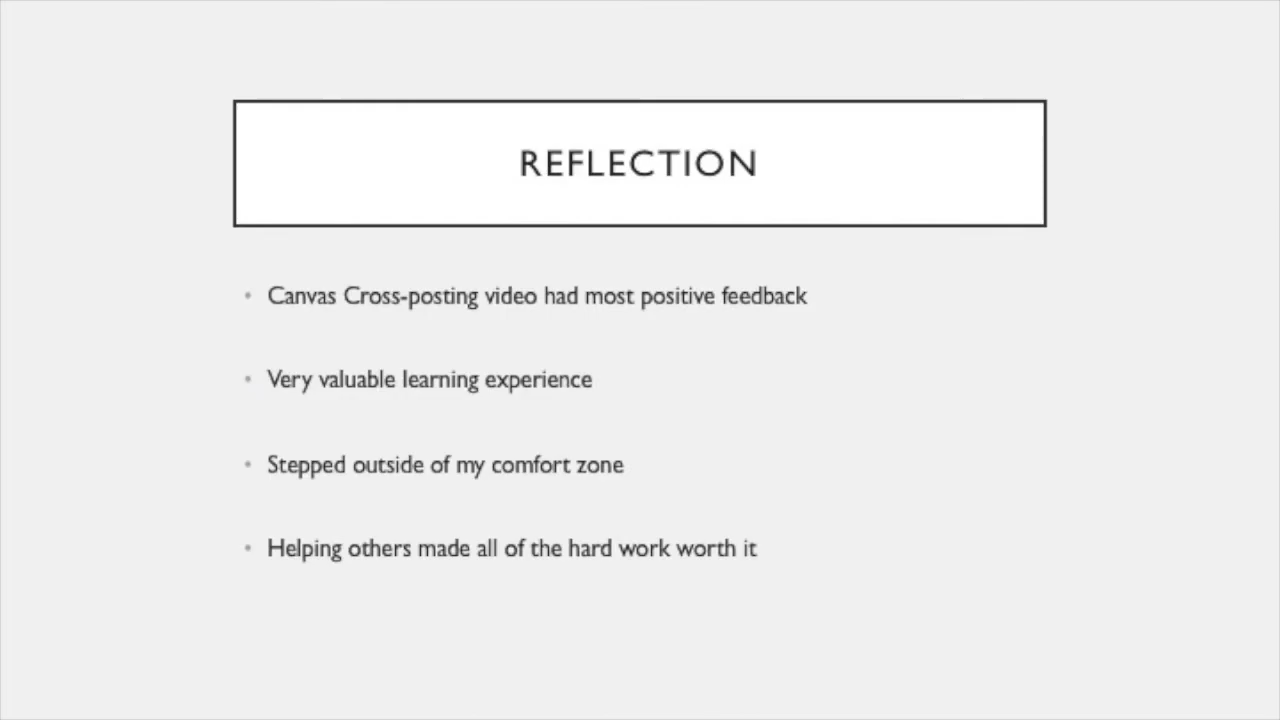 REFLECTION
• Canvas Cross-posting video had most positive feedback
• Very valuable learning experience
• Stepped outside of my comfort zone
• Helping others made all of the hard work worth it